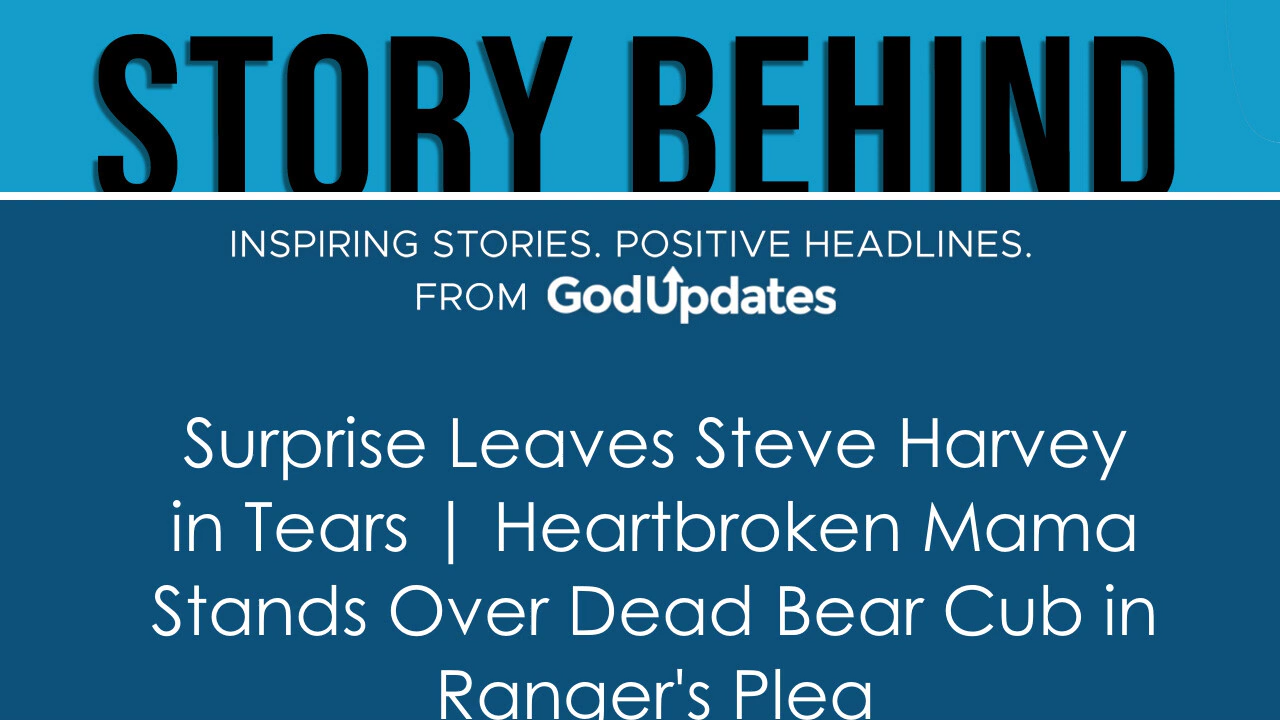 STORY BEHIND
INSPIRING STORIES. POSITIVE HEADLINES.
FROM GodUpdates
Surprise Leaves Steve Harvey
in Tears | Heartbroken Mama
Stands Over Dead Bear Cub in
Ranger's Plea